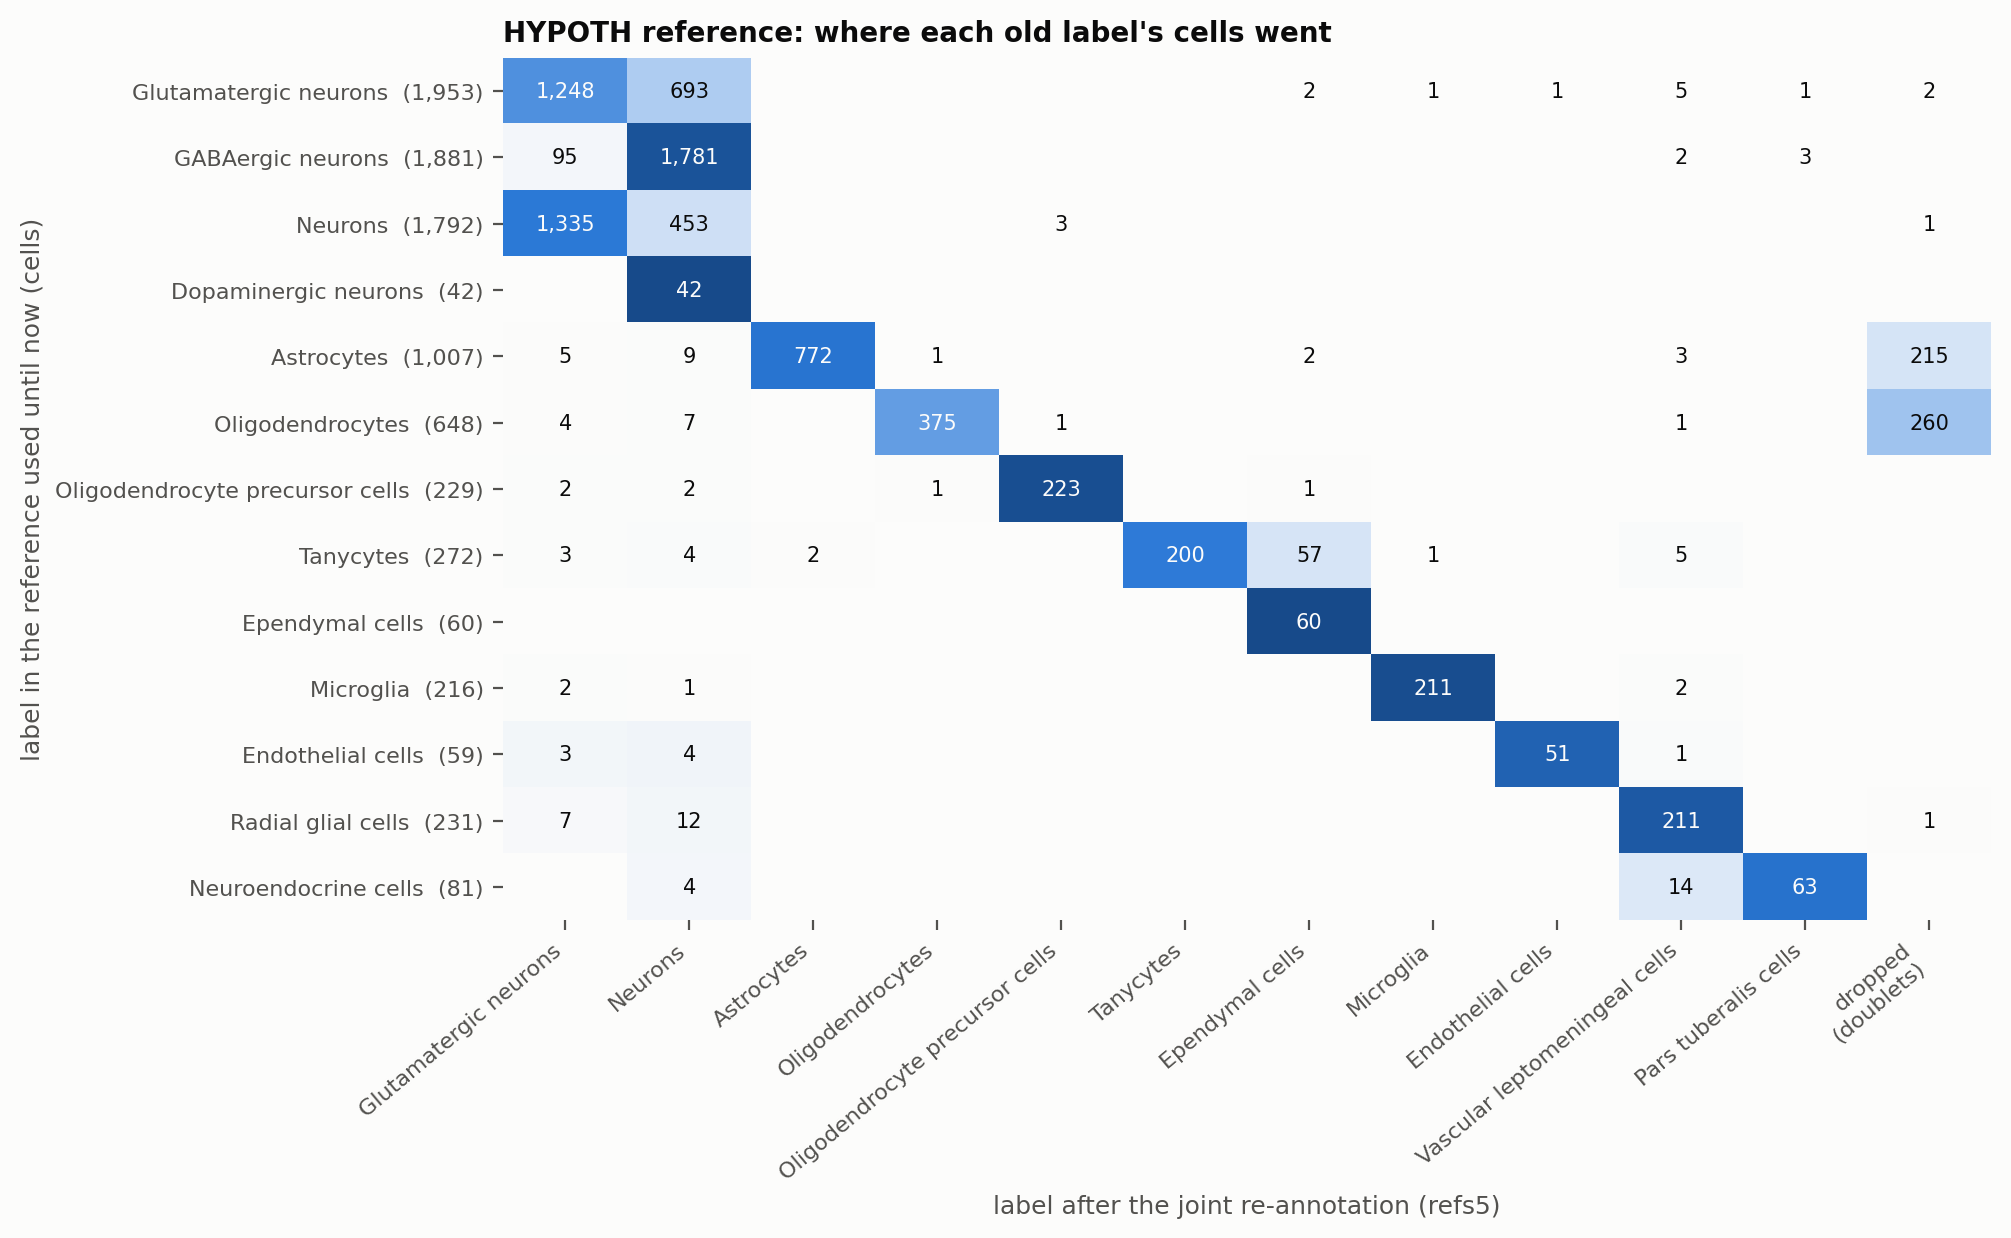 HYPOTH reference: where each old label's cells went
label in the reference used until now (cells)
Glutamatergic neurons (1,953) 1,248 693 2 1 1 5 1 2
GABAergic neurons (1,881) 95 1,781 2 3
Neurons (1,792) 1,335 453 3 1
Dopaminergic neurons (42) 42
Astrocytes (1,007) 5 9 772 1 2 3 215
Oligodendrocytes (648) 4 7 375 1 1 260
Oligodendrocyte precursor cells (229) 2 2 1 223 1
Tanycytes (272) 3 4 2 200 57 1 5
Ependymal cells (60) 60
Microglia (216) 2 1 211 2
Endothelial cells (59) 3 4 51 1
Radial glial cells (231) 7 12 211 1
Neuroendocrine cells (81) 4 14 63
Glutamatergic neurons
Neurons
Astrocytes
Oligodendrocytes
Oligodendrocyte precursor cells
Tanycytes
Ependymal cells
Microglia
Endothelial cells
Vascular leptomeningeal cells
Pars tuberalis cells
dropped
(doublets)
label after the joint re-annotation (refs5)